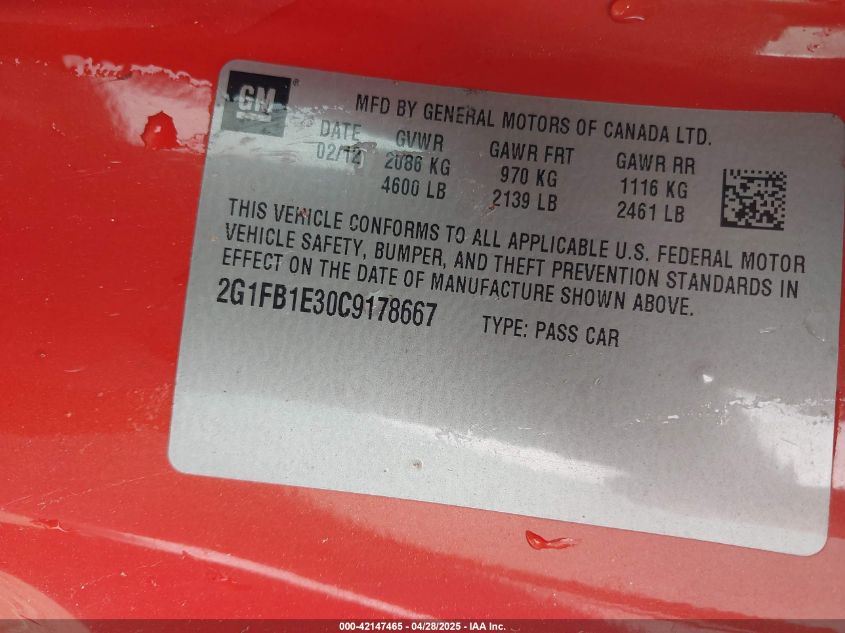 GM®
MFD BY GENERAL MOTORS OF CANADA LTD.
DATE GVWR GAWR FRT GAWR RR
02/12 2086 KG 970 KG 1116 KG
4600 LB 2139 LB 2461 LB
THIS VEHICLE CONFORMS TO ALL APPLICABLE U.S. FEDERAL MOTOR
VEHICLE SAFETY, BUMPER, AND THEFT PREVENTION STANDARDS IN
EFFECT ON THE DATE OF MANUFACTURE SHOWN ABOVE.
2G1FB1E30C9178667 TYPE: PASS CAR
000-42147465 - 04/28/2025 - IAA Inc.